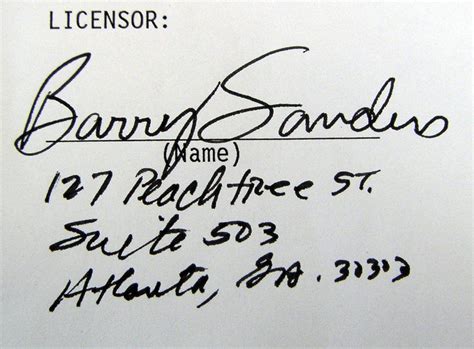 LICENSOR:
Barry Sanders
(Name)
127 Peachtree ST.
Suite 503
Atlanta, GA. 30303